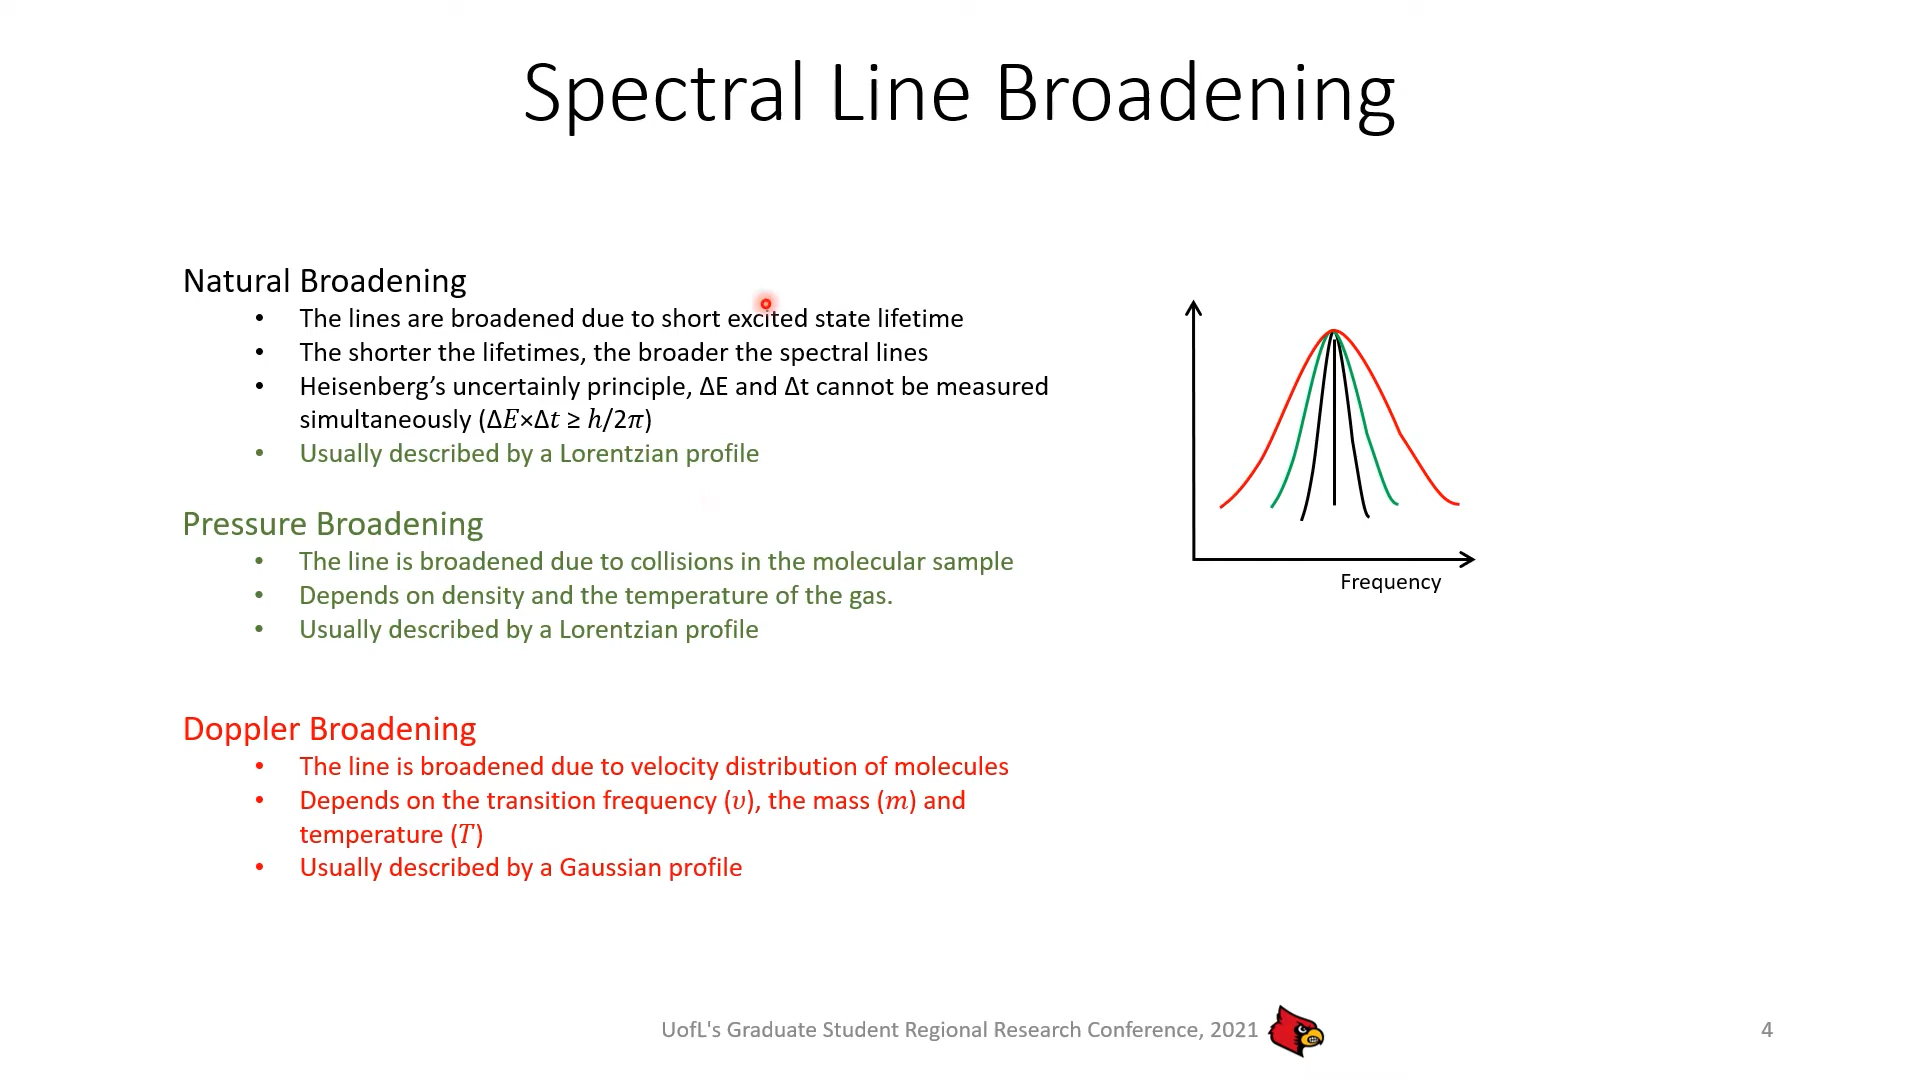 Spectral Line Broadening
Natural Broadening
• The lines are broadened due to short excited state lifetime
• The shorter the lifetimes, the broader the spectral lines
• Heisenberg’s uncertainly principle, ΔE and Δt cannot be measured
simultaneously (Δ𝐸×Δ𝑡 ≥ ℎ/2𝜋)
• Usually described by a Lorentzian profile
Pressure Broadening
• The line is broadened due to collisions in the molecular sample
• Depends on density and the temperature of the gas.
• Usually described by a Lorentzian profile
Doppler Broadening
• The line is broadened due to velocity distribution of molecules
• Depends on the transition frequency (𝜐), the mass (𝑚) and
temperature (𝑇)
• Usually described by a Gaussian profile
Frequency
UofL's Graduate Student Regional Research Conference, 2021
4